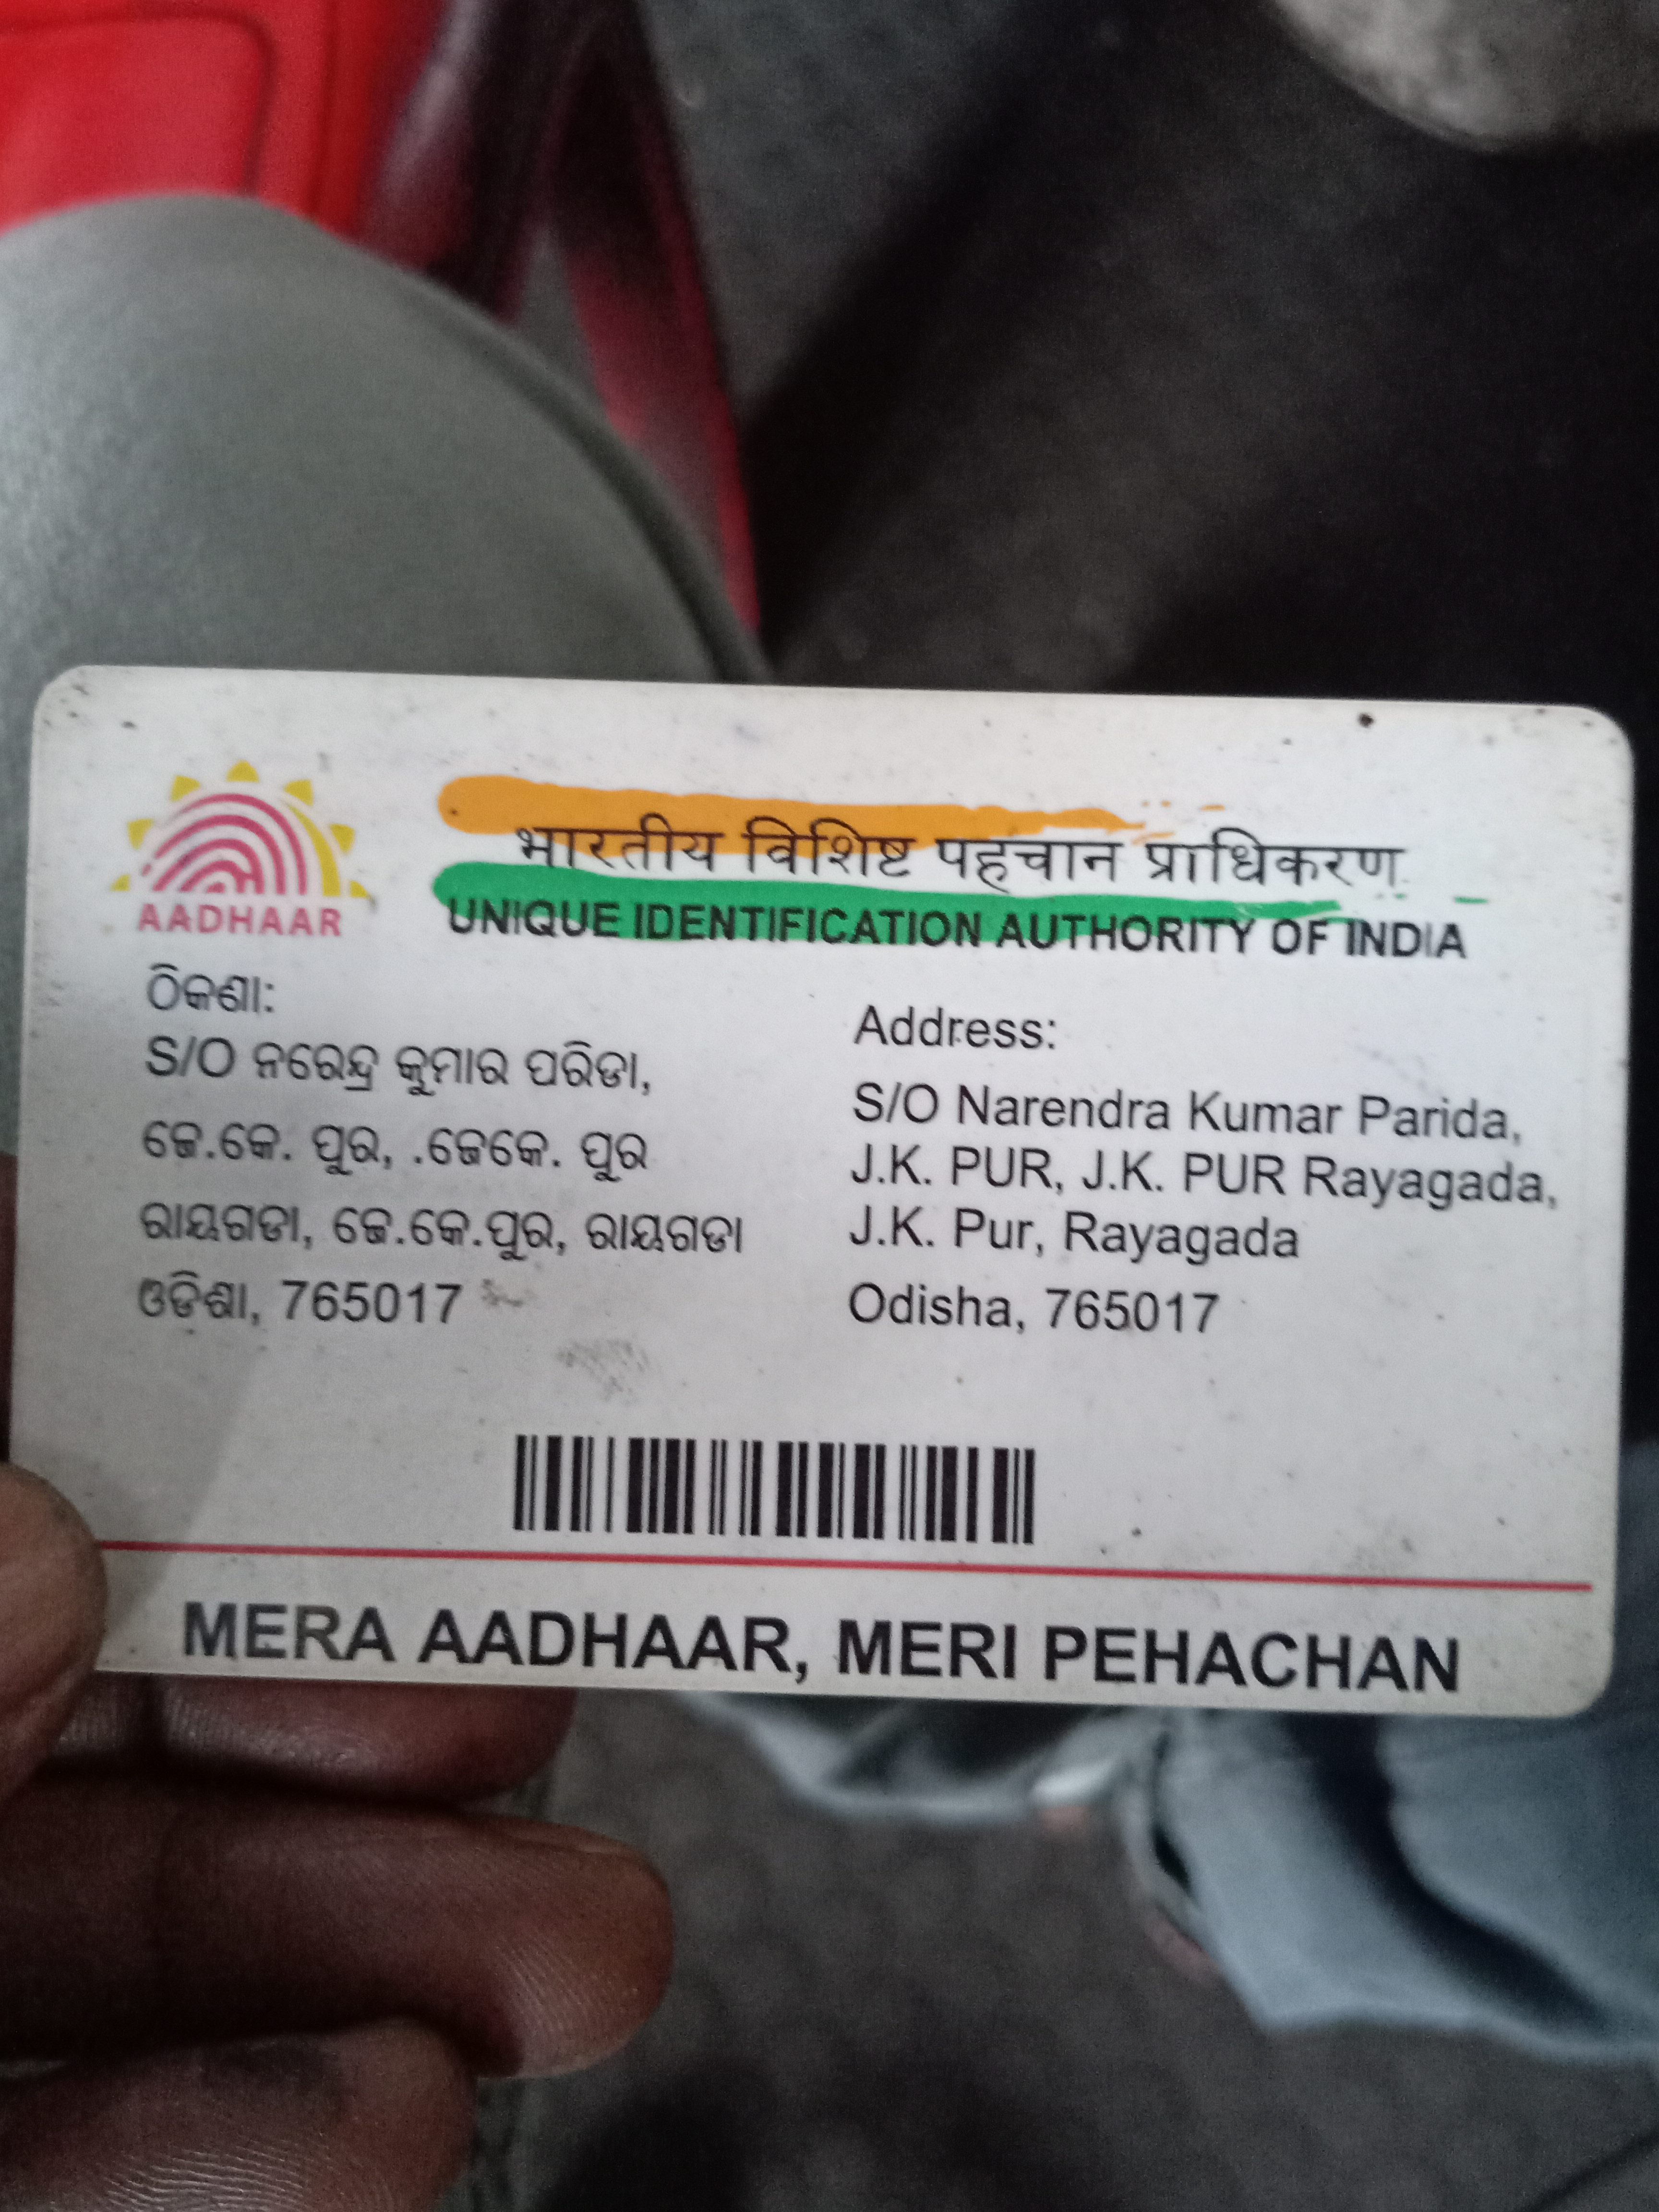 भारतीय विशिष्ट पहचान प्राधिकरण
AADHAAR
UNIQUE IDENTIFICATION AUTHORITY OF INDIA
ଠିକଣା:
S/O ନରେନ୍ଦ୍ର କୁମାର ପରିଡା,
ଜେ.କେ. ପୁର, .ଜେକେ. ପୁର
ରାୟଗଡା, ଜେ.କେ.ପୁର, ରାୟଗଡା
ଓଡିଶା, 765017
Address:
S/O Narendra Kumar Parida,
J.K. PUR, J.K. PUR Rayagada,
J.K. Pur, Rayagada
Odisha, 765017
MERA AADHAAR, MERI PEHACHAN